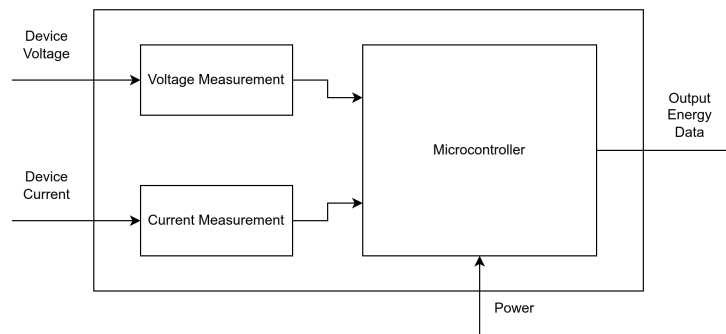 Device
Voltage
Voltage Measurement
Output
Energy
Data
Microcontroller
Device
Current
Current Measurement
Power